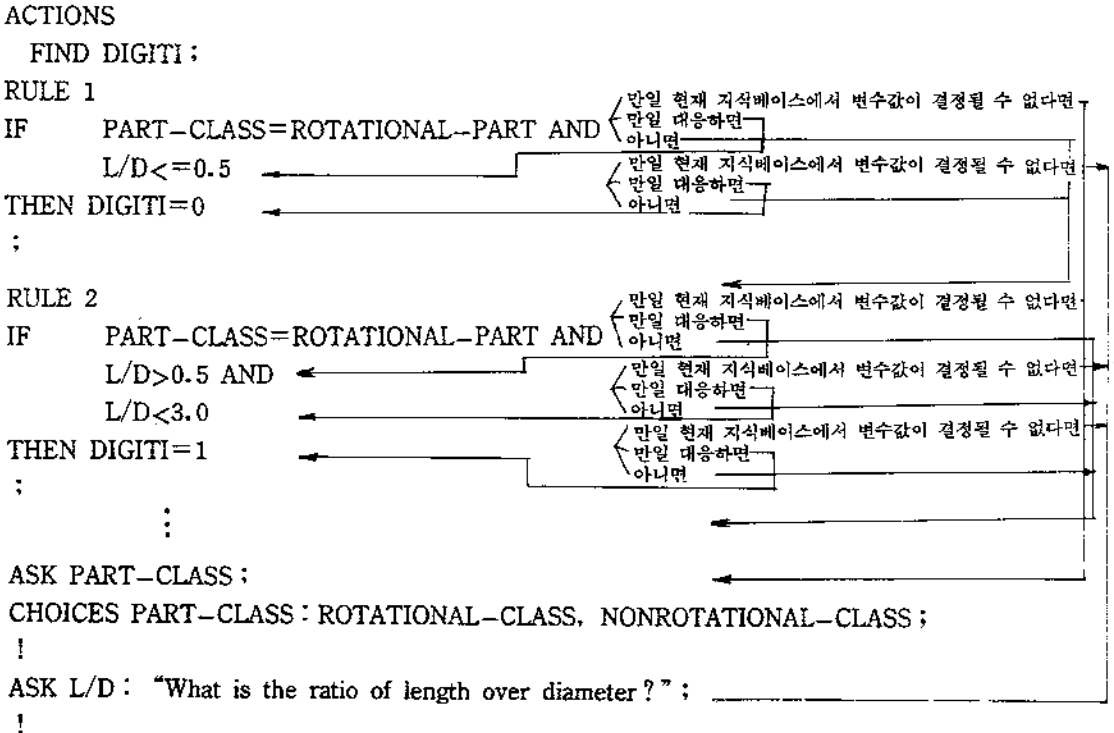 ACTIONS
FIND DIGITI ;
RULE 1
만일 현재 지식베이스에서 변수값이 결정될 수 없다면
IF PART-CLASS=ROTATIONAL-PART AND 만일 대응하면
아니면
L/D<=0.5 만일 현재 지식베이스에서 변수값이 결정될 수 없다면
만일 대응하면
THEN DIGITI=0 아니면
;
RULE 2 만일 현재 지식베이스에서 변수값이 결정될 수 없다면
만일 대응하면
IF PART-CLASS=ROTATIONAL-PART AND 아니면
L/D>0.5 AND 만일 현재 지식베이스에서 변수값이 결정될 수 없다면
만일 대응하면
L/D<3.0 아니면
만일 현재 지식베이스에서 변수값이 결정될 수 없다면
THEN DIGITI=1 만일 대응하면
; 아니면
⋮
ASK PART-CLASS ;
CHOICES PART-CLASS : ROTATIONAL-CLASS, NONROTATIONAL-CLASS ;
!
ASK L/D : “What is the ratio of length over diameter ?” ;
!